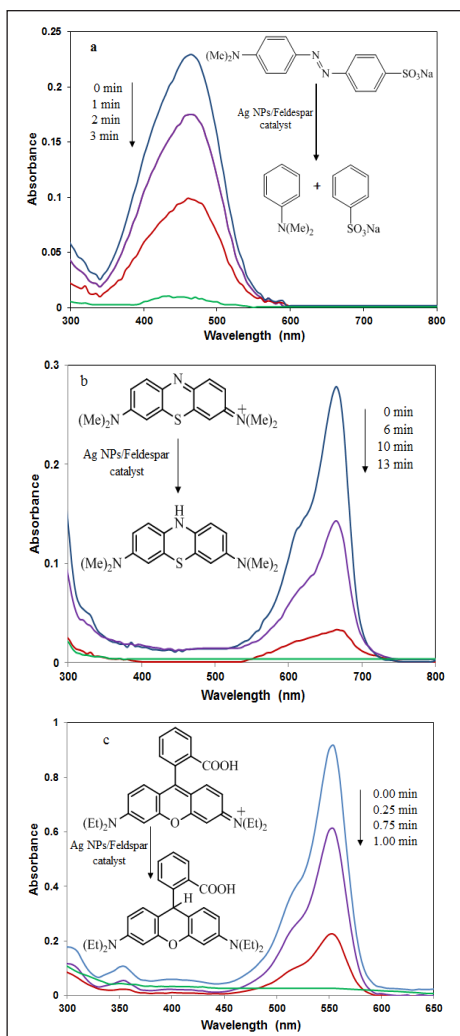 a
0.25
0.2
0.15
0.1
0.05
0
Absorbance
0 min
1 min
2 min
3 min
(Me)₂N
N
N
SO₃Na
Ag NPs/Feldespar
catalyst
+
N(Me)₂
SO₃Na
300 400 500 600 700 800
Wavelength (nm)
b
0.3
0.2
0.1
0
Absorbance
N
(Me)₂N
S
N(Me)₂
+
0 min
6 min
10 min
13 min
Ag NPs/Feldespar
catalyst
H
N
(Me)₂N
S
N(Me)₂
300 400 500 600 700 800
Wavelength (nm)
c
1
0.8
0.6
0.4
0.2
0
Absorbance
COOH
(Et)₂N
O
N(Et)₂
+
0.00 min
0.25 min
0.75 min
1.00 min
Ag NPs/Feldspar
catalyst
COOH
H
(Et)₂N
O
N(Et)₂
300 350 400 450 500 550 600 650
Wavelength (nm)